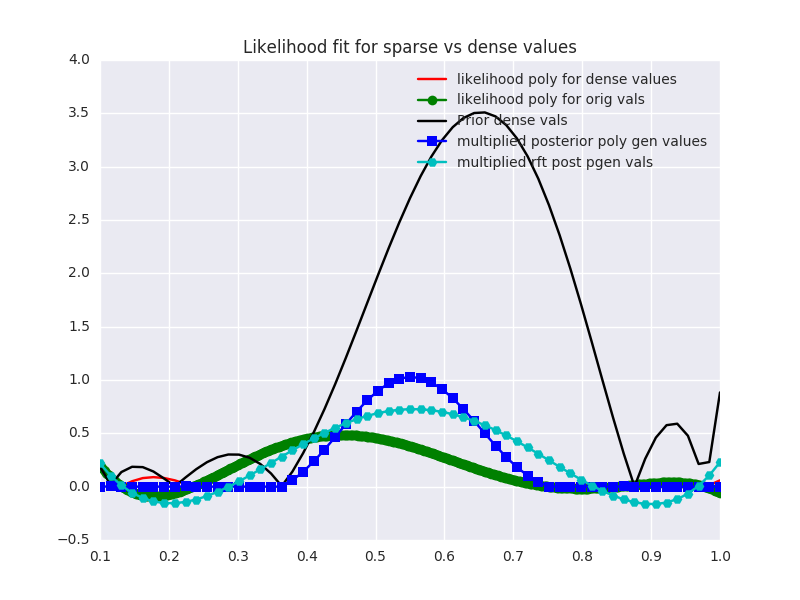 Likelihood fit for sparse vs dense values
likelihood poly for dense values
likelihood poly for orig vals
Prior dense vals
multiplied posterior poly gen values
multiplied rft post pgen vals
4.0
3.5
3.0
2.5
2.0
1.5
1.0
0.5
0.0
−0.5
0.1 0.2 0.3 0.4 0.5 0.6 0.7 0.8 0.9 1.0